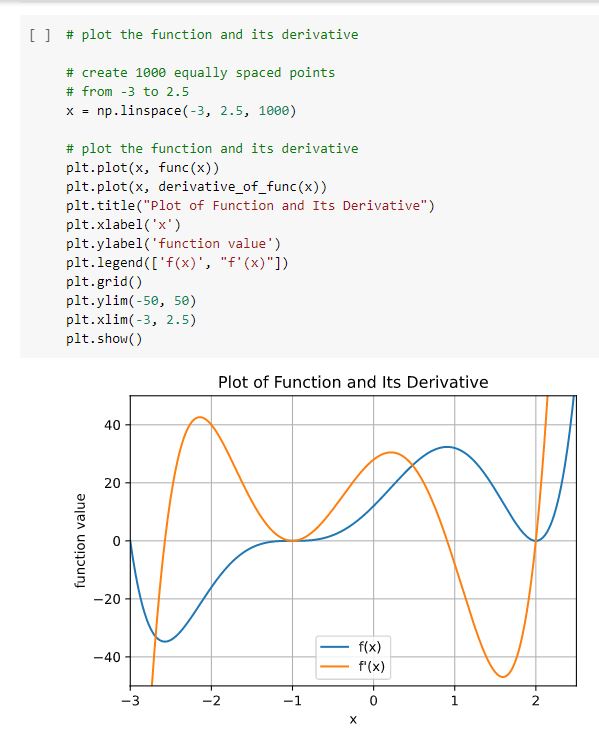 [ ] # plot the function and its derivative
# create 1000 equally spaced points
# from -3 to 2.5
x = np.linspace(-3, 2.5, 1000)
# plot the function and its derivative
plt.plot(x, func(x))
plt.plot(x, derivative_of_func(x))
plt.title("Plot of Function and Its Derivative")
plt.xlabel('x')
plt.ylabel('function value')
plt.legend(['f(x)', "f'(x)"])
plt.grid()
plt.ylim(-50, 50)
plt.xlim(-3, 2.5)
plt.show()
Plot of Function and Its Derivative
function value
40
20
0
−20
−40
f(x)
f'(x)
−3 −2 −1 0 1 2
x